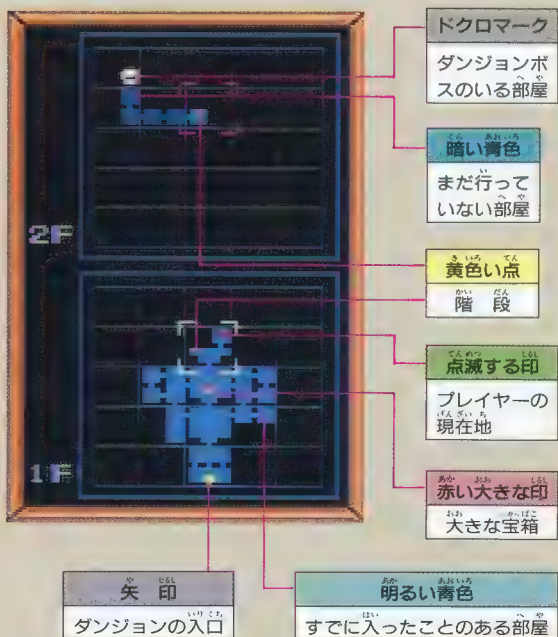 ドクロマーク
ダンジョンボ
スのいる部屋
暗い青色
まだ行って
いない部屋
2F
黄色い点
階段
点滅する印
プレイヤーの
現在地
1F
赤い大きな印
大きな宝箱
矢印
ダンジョンの入口
明るい青色
すでに入ったことのある部屋